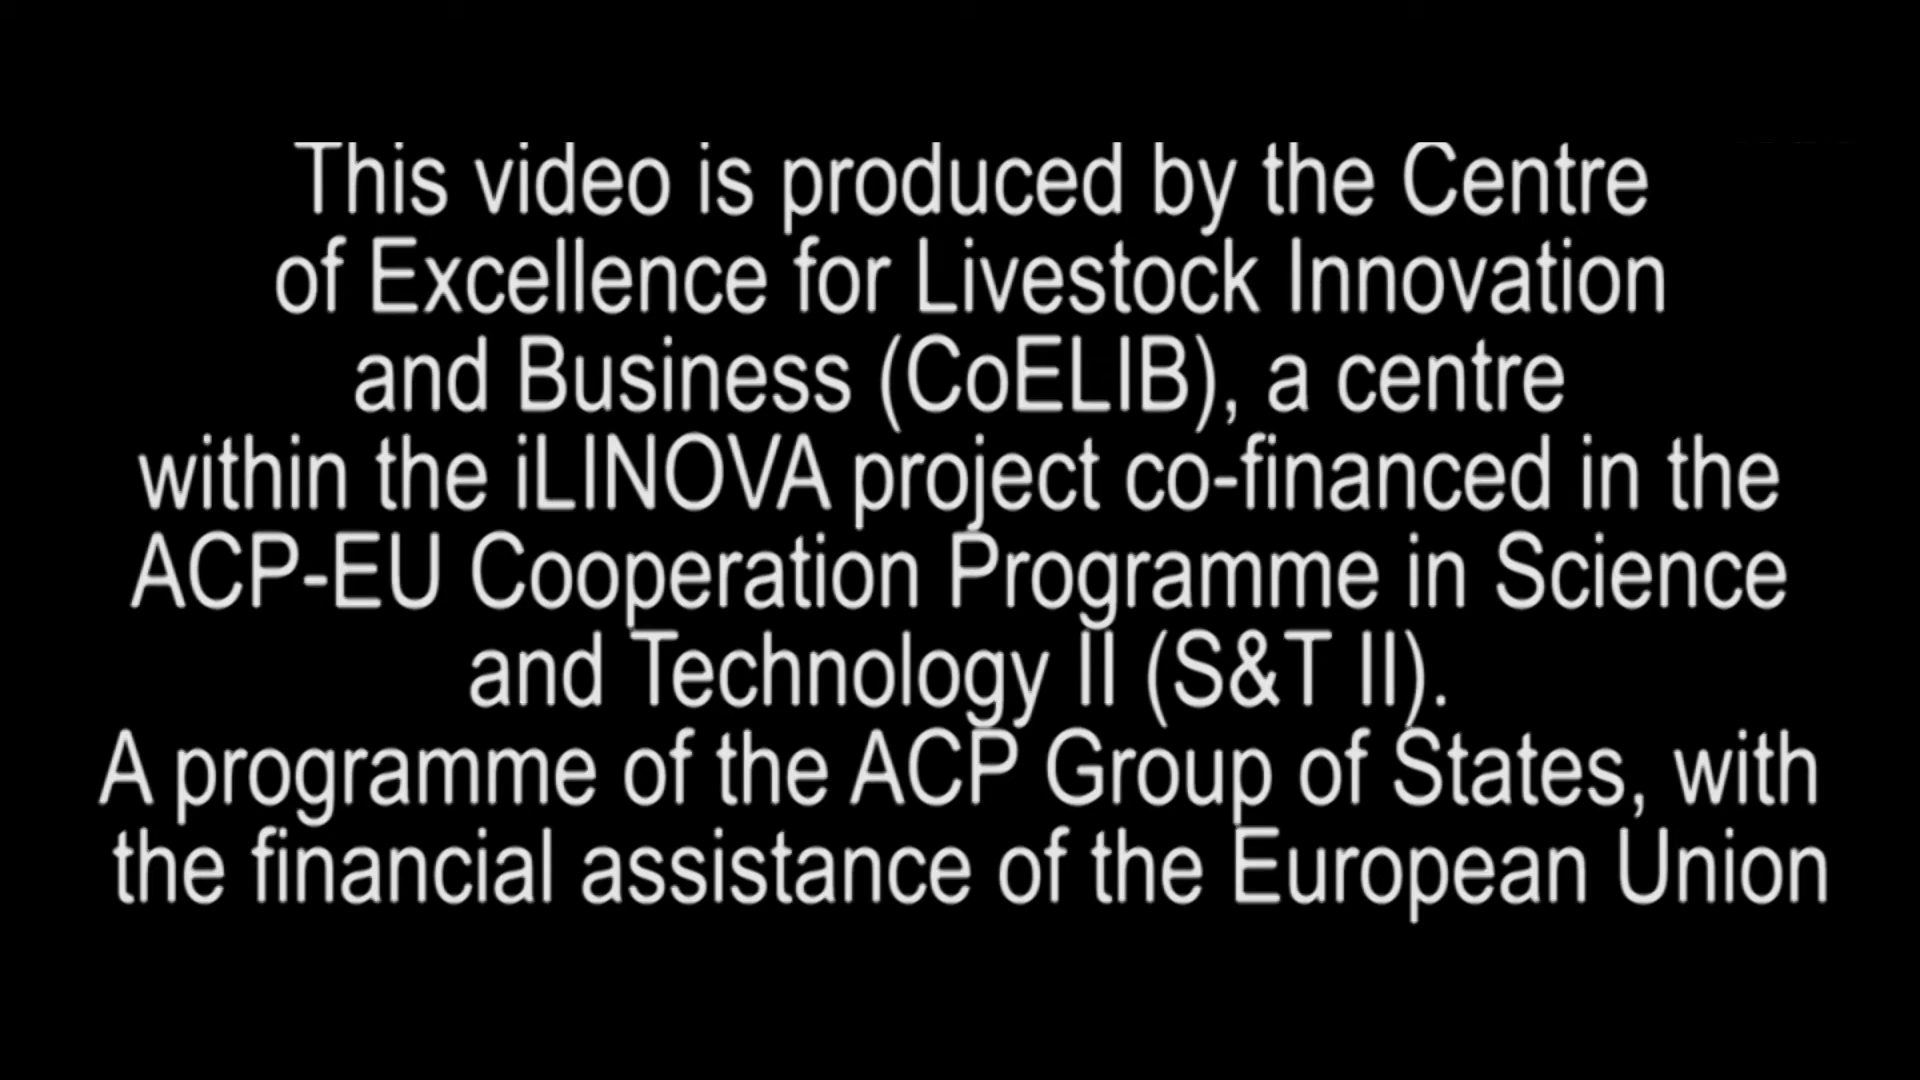 This video is produced by the Centre
of Excellence for Livestock Innovation
and Business (CoELIB), a centre
within the iLINOVA project co-financed in the
ACP-EU Cooperation Programme in Science
and Technology II (S&T II).
A programme of the ACP Group of States, with
the financial assistance of the European Union